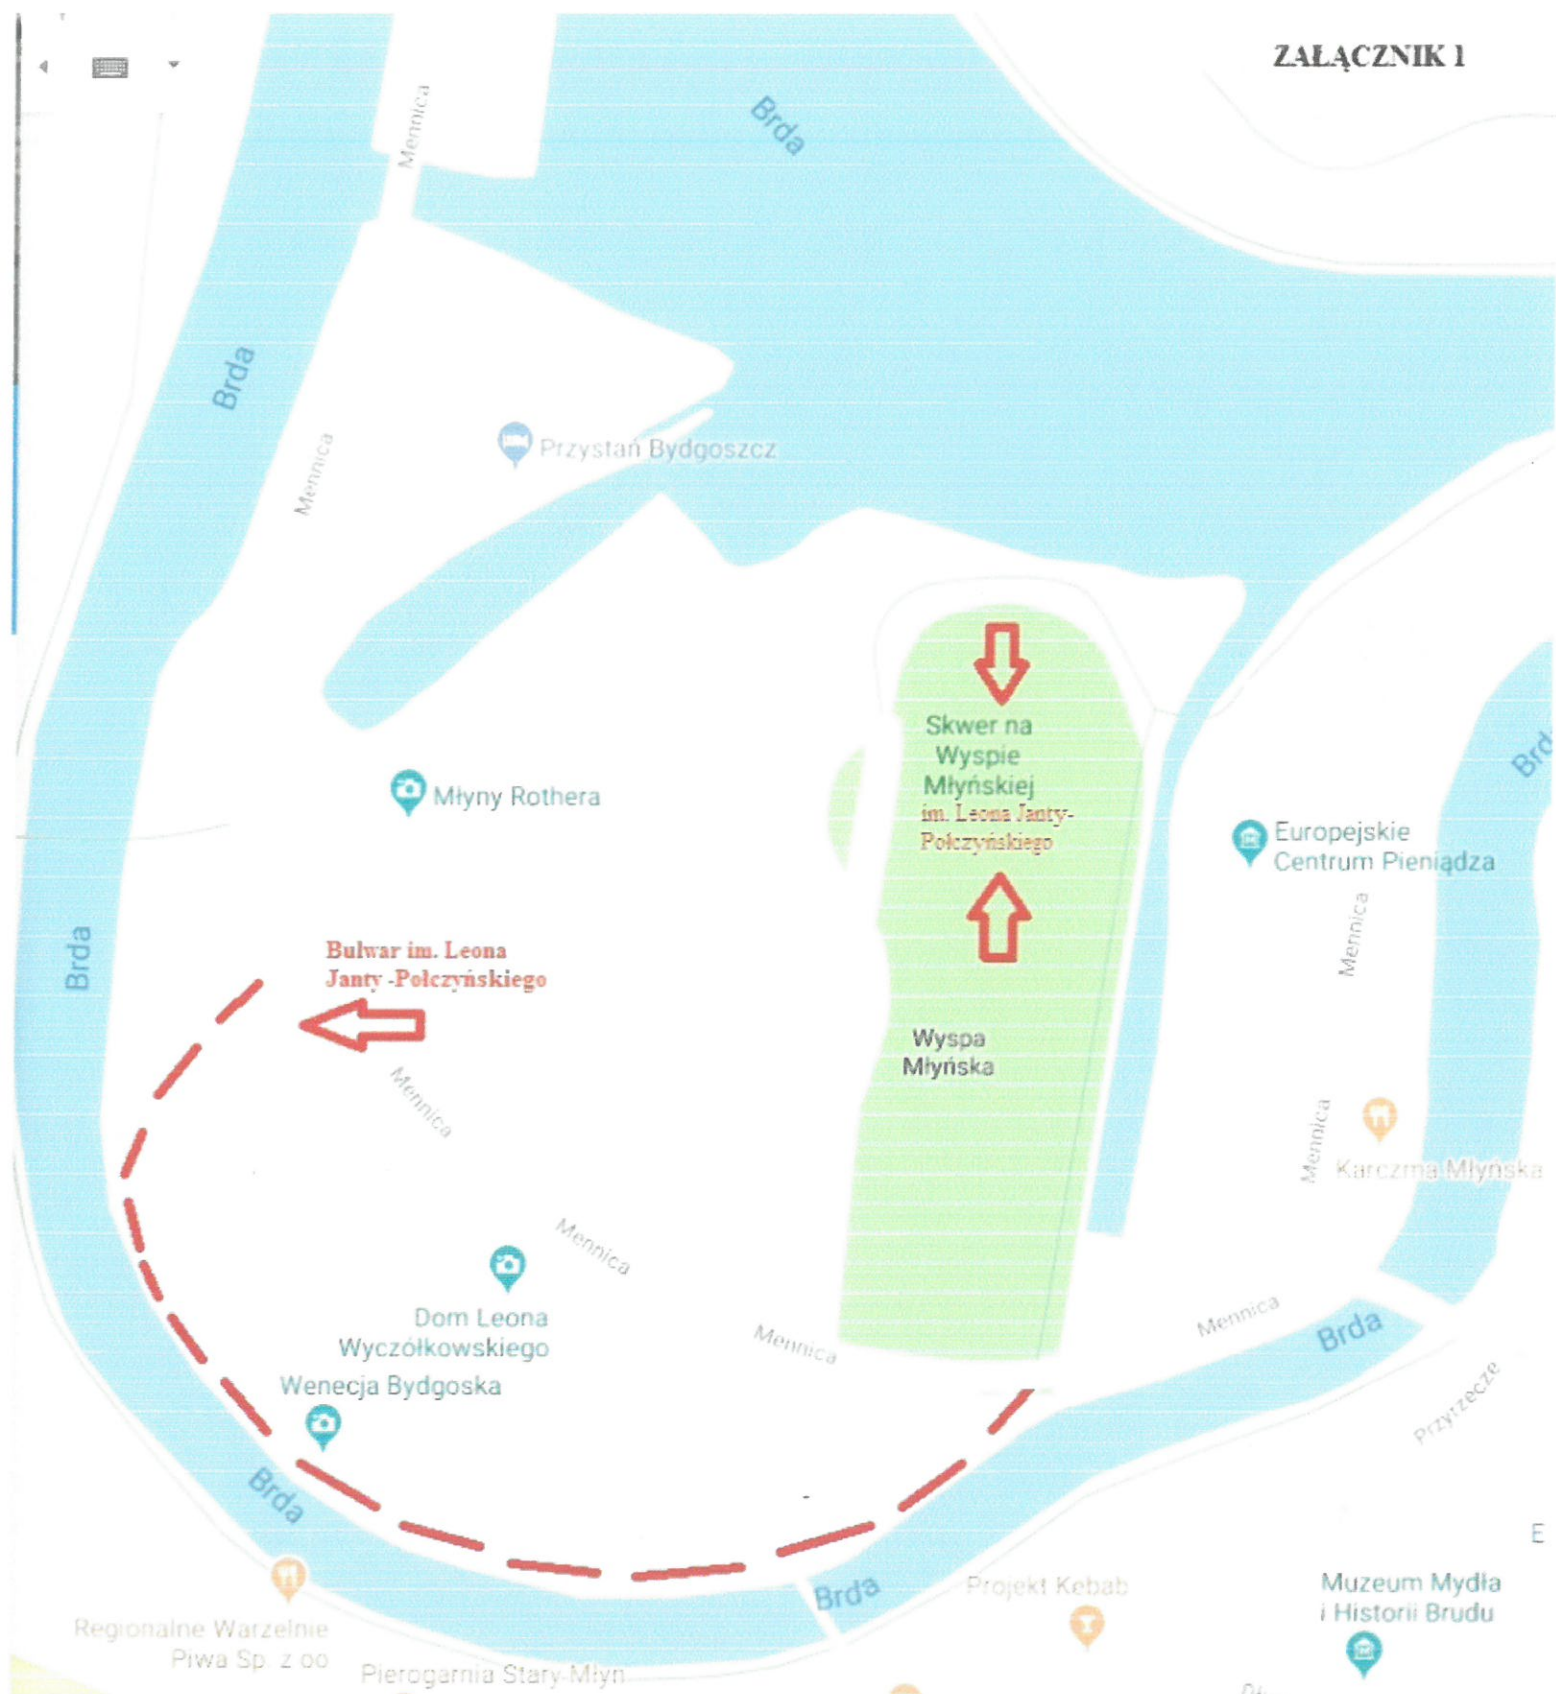 ZAŁĄCZNIK 1
Mennica
Brda
Brda
Mennica
Przystań Bydgoszcz
Skwer na
Wyspie
Młyńskiej
im. Leona Janty-
Połczyńskiego
Młyny Rothera
Europejskie
Centrum Pieniądza
Brda
Mennica
Bulwar im. Leona
Janty -Połczyńskiego
Wyspa
Młyńska
Mennica
Mennica
Karczma Młyńska
Mennica
Dom Leona
Wyczółkowskiego
Mennica
Mennica
Brda
Wenecja Bydgoska
Przyrzecze
Brda
E
Brda
Projekt Kebab
Muzeum Mydła
i Historii Brudu
Regionalne Warzelnie
Piwa Sp. z oo
Pierogarnia Stary Młyn